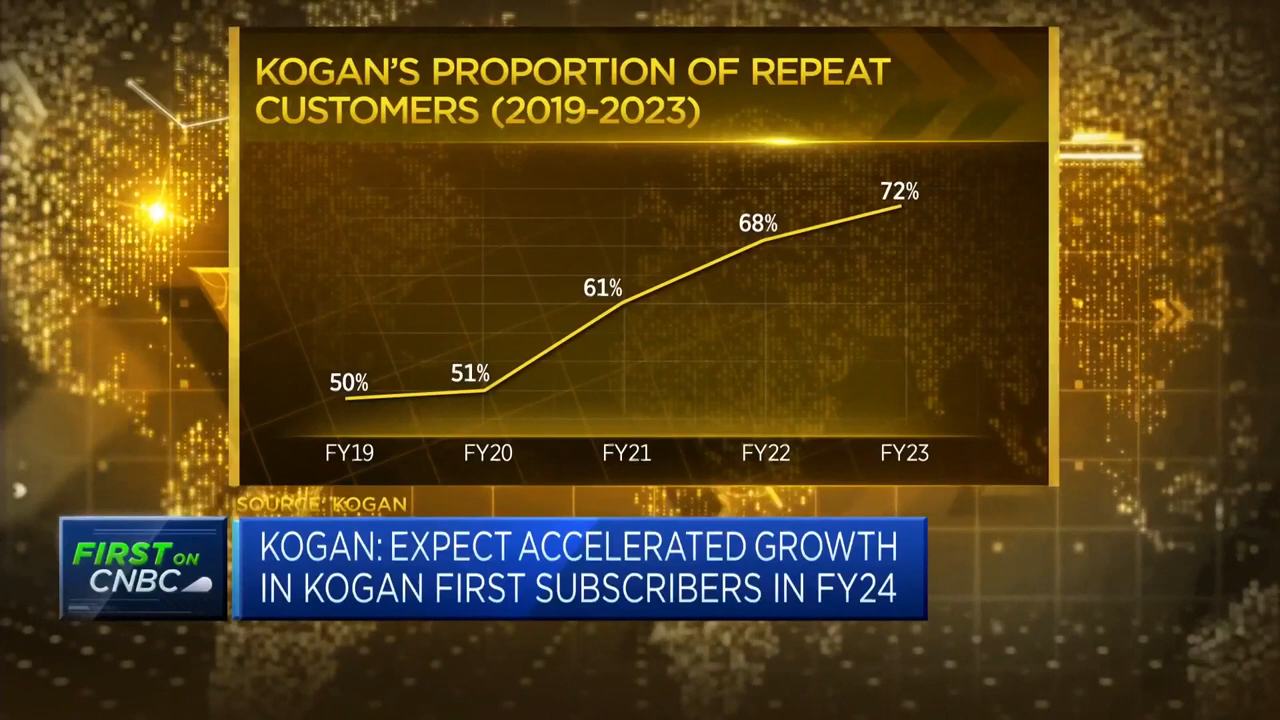 KOGAN'S PROPORTION OF REPEAT
CUSTOMERS (2019-2023)
72%
68%
61%
51%
50%
FY19 FY20 FY21 FY22 FY23
SOURCE: KOGAN
FIRST ON
CNBC
KOGAN: EXPECT ACCELERATED GROWTH
IN KOGAN FIRST SUBSCRIBERS IN FY24